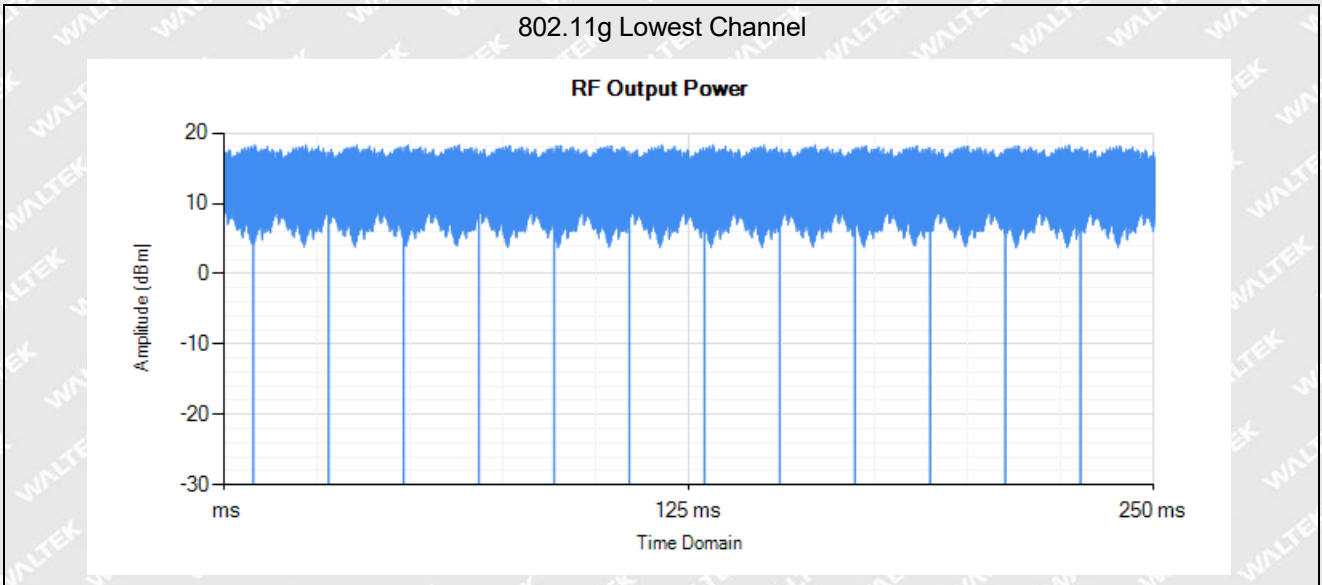 802.11g Lowest Channel
RF Output Power
20
10
0
-10
-20
-30
Amplitude [dBm]
ms
125 ms
250 ms
Time Domain
WALTEK